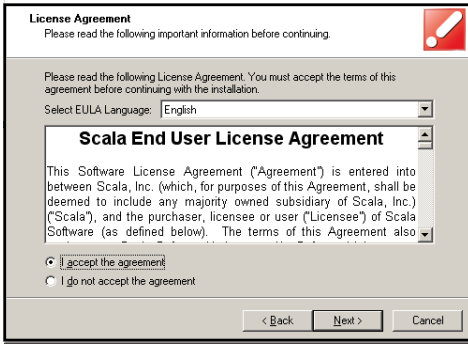 License Agreement
Please read the following important information before continuing.
Please read the following License Agreement. You must accept the terms of this
agreement before continuing with the installation.
Select EULA Language: English
Scala End User License Agreement
This Software License Agreement ("Agreement") is entered into
between Scala, Inc. (which, for purposes of this Agreement, shall be
deemed to include any majority owned subsidiary of Scala, Inc.)
("Scala"), and the purchaser, licensee or user ("Licensee") of Scala
Software (as defined below). The terms of this Agreement also
I accept the agreement
I do not accept the agreement
< Back Next > Cancel